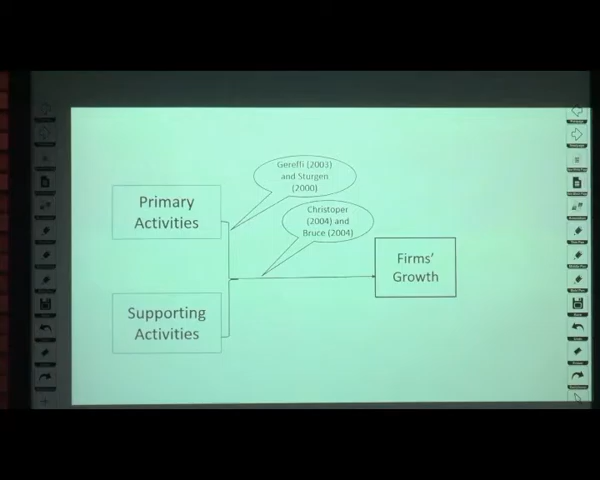 Gereffi (2003)
and Sturgen
(2000)
Primary
Activities
Christoper
(2004) and
Bruce (2004)
Firms'
Growth
Supporting
Activities